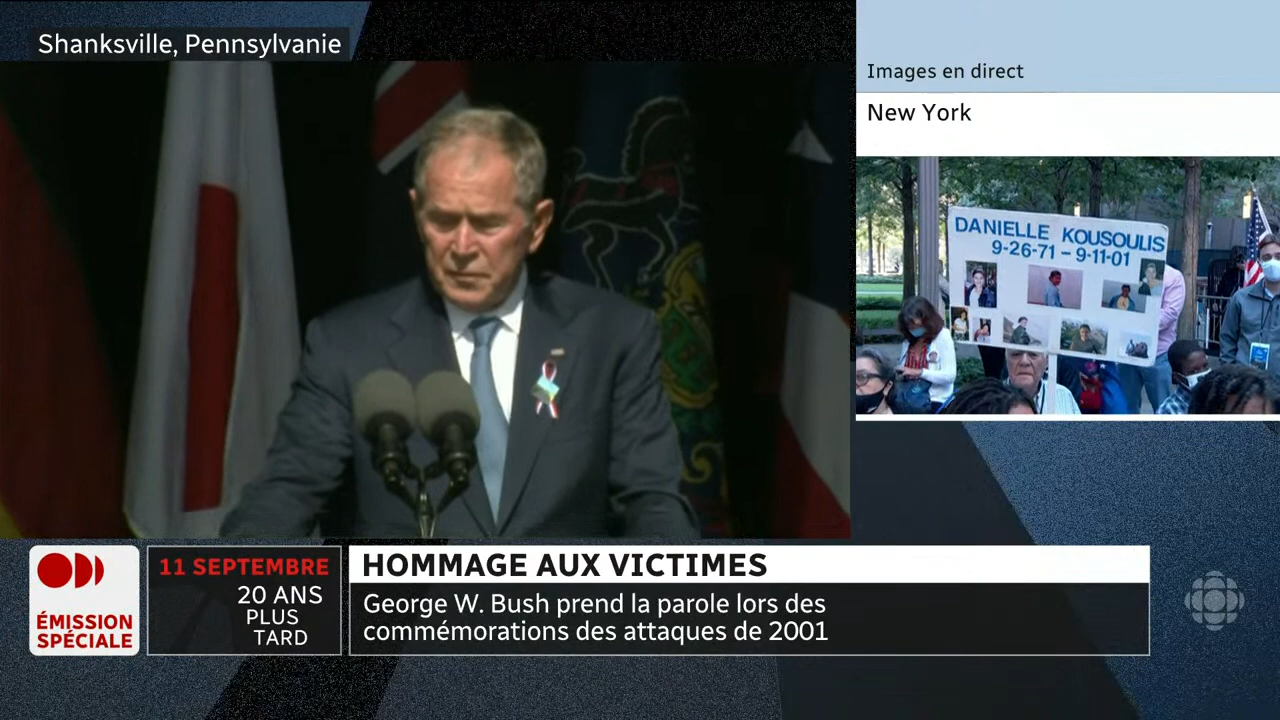 Shanksville, Pennsylvanie
Images en direct
New York
DANIELLE KOUSOULIS
9-26-71 – 9-11-01
ÉMISSION
SPÉCIALE
11 SEPTEMBRE
20 ANS
PLUS
TARD
HOMMAGE AUX VICTIMES
George W. Bush prend la parole lors des
commémorations des attaques de 2001